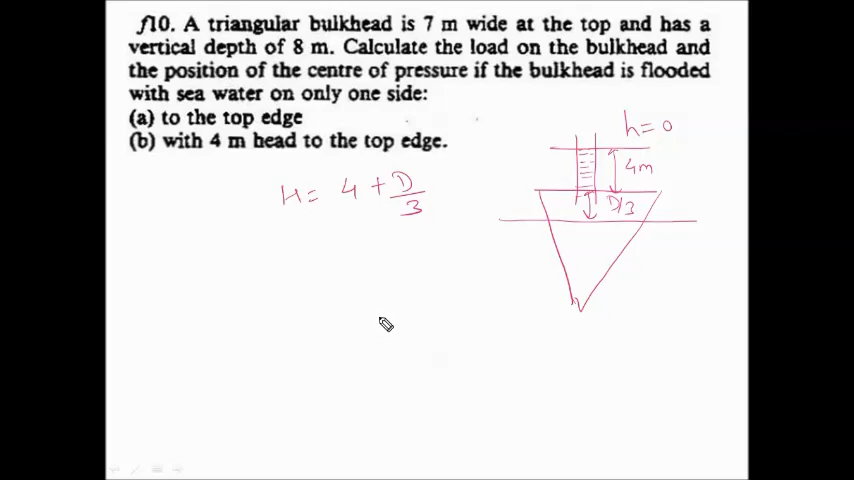 f10. A triangular bulkhead is 7 m wide at the top and has a
vertical depth of 8 m. Calculate the load on the bulkhead and
the position of the centre of pressure if the bulkhead is flooded
with sea water on only one side:
(a) to the top edge
(b) with 4 m head to the top edge.
h=0
4m
H= 4 + D/3
D/3